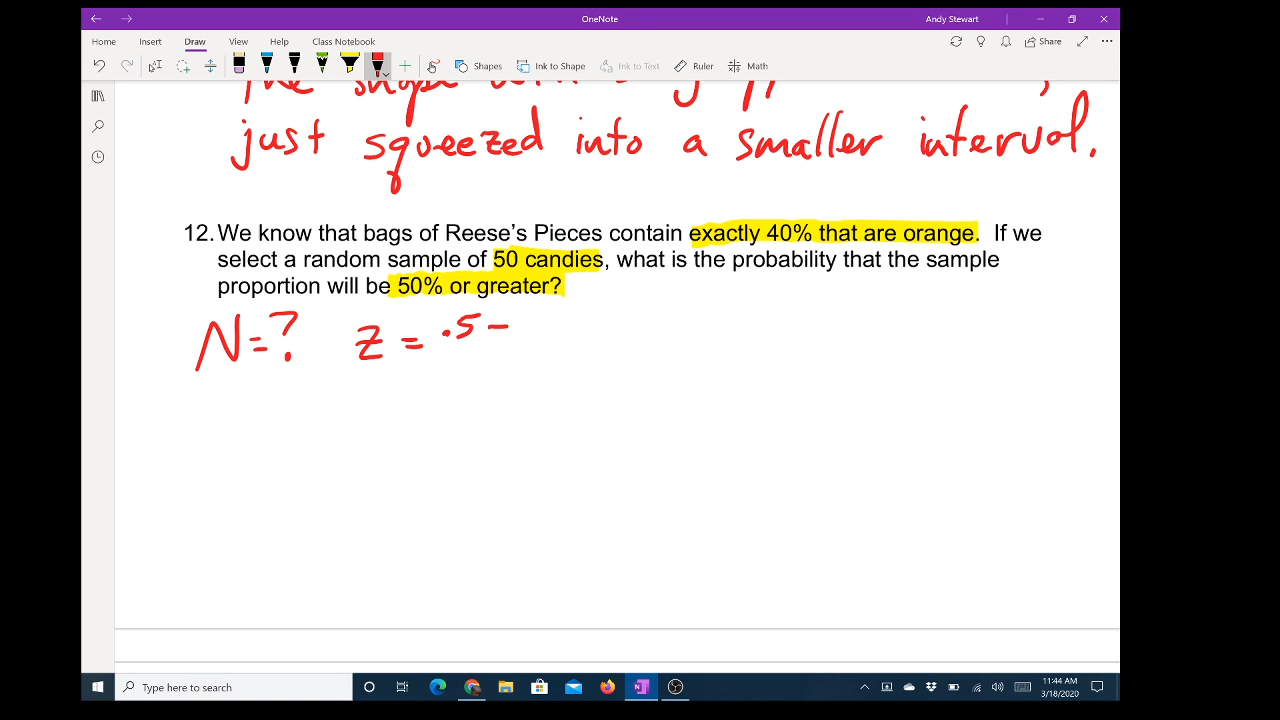 OneNote
Andy Stewart
Home Insert Draw View Help Class Notebook
Share
Shapes Ink to Shape Ink to Text Ruler Math
The shape
just squeezed into a smaller interval.
12. We know that bags of Reese's Pieces contain exactly 40% that are orange. If we
select a random sample of 50 candies, what is the probability that the sample
proportion will be 50% or greater?
N=? z = .5 -
Type here to search
11:44 AM
3/18/2020